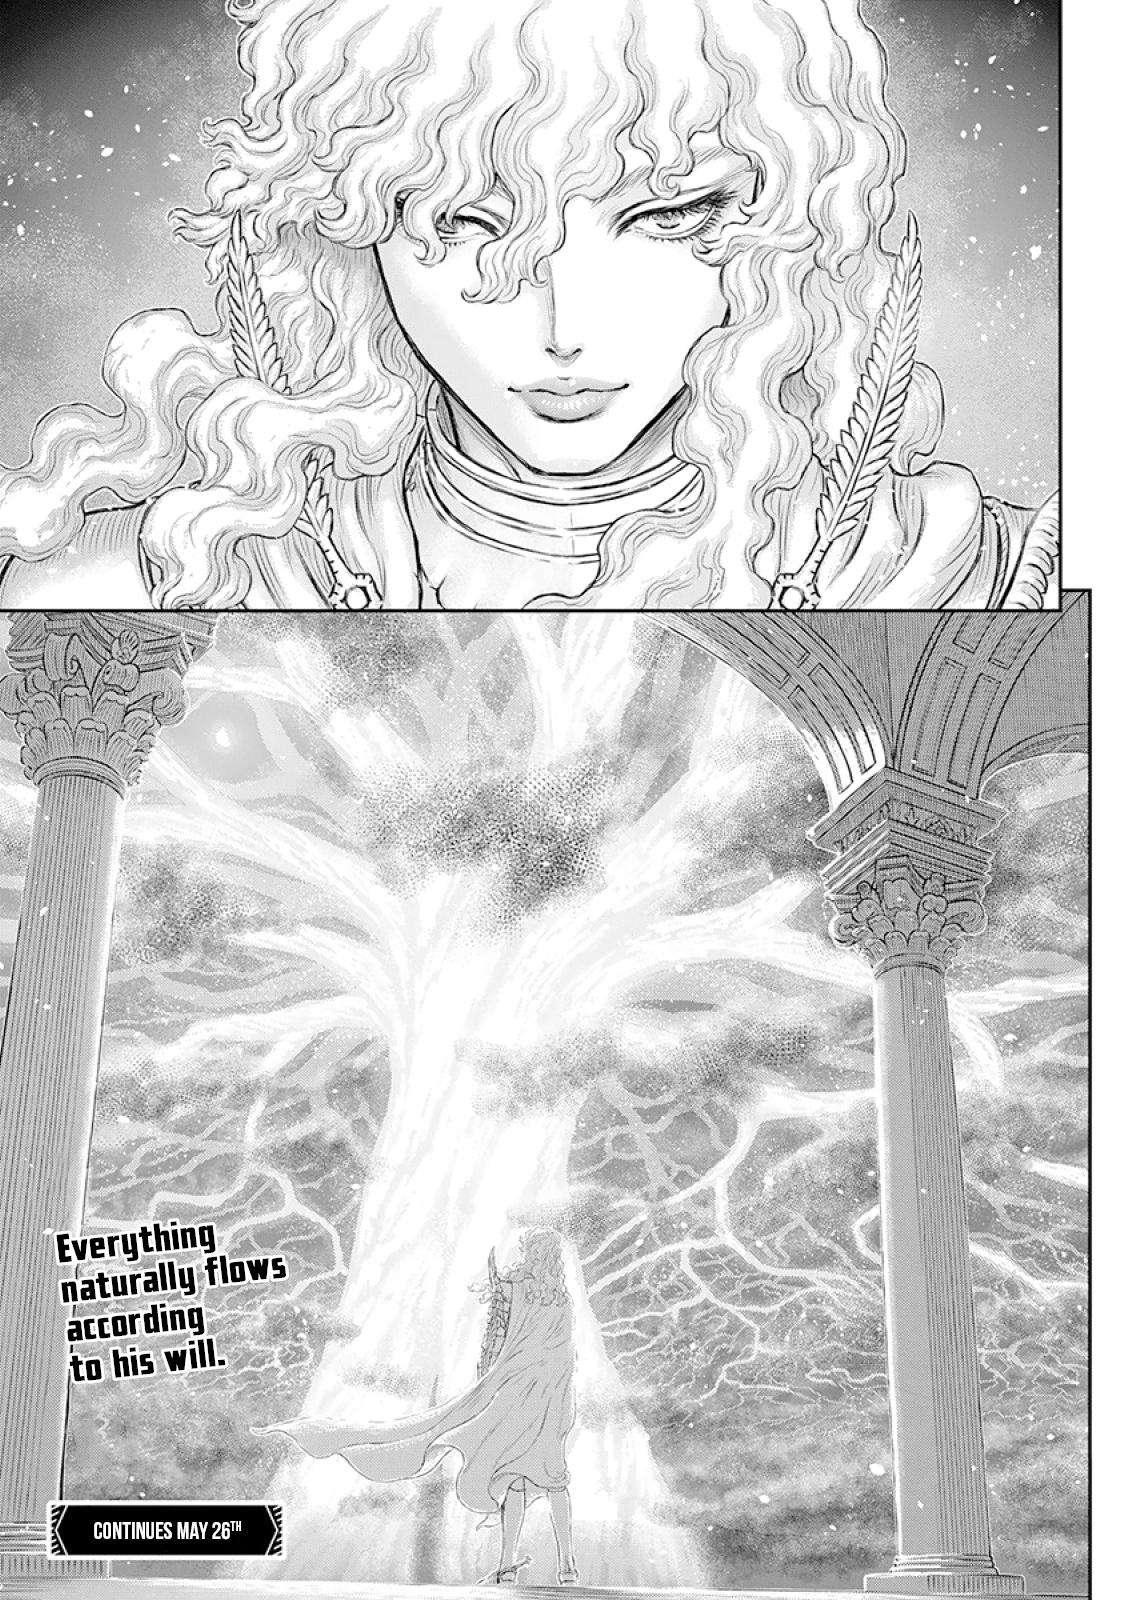 Everything
naturally flows
according
to his will.
CONTINUES MAY 26TH